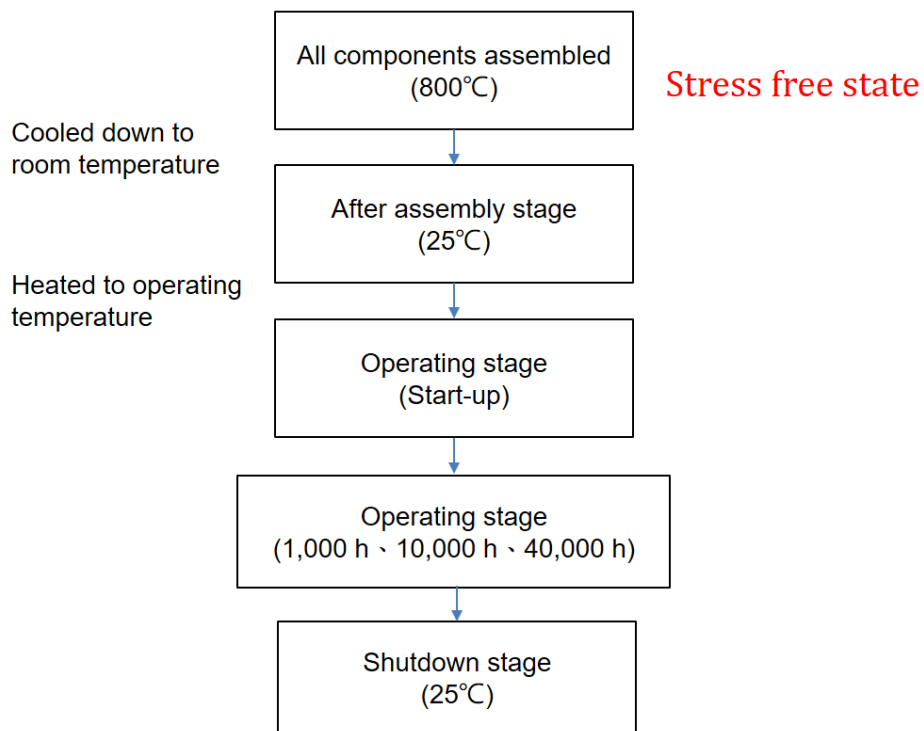 All components assembled
(800℃)
Stress free state
Cooled down to
room temperature
After assembly stage
(25℃)
Heated to operating
temperature
Operating stage
(Start-up)
Operating stage
(1,000 h、10,000 h、40,000 h)
Shutdown stage
(25℃)